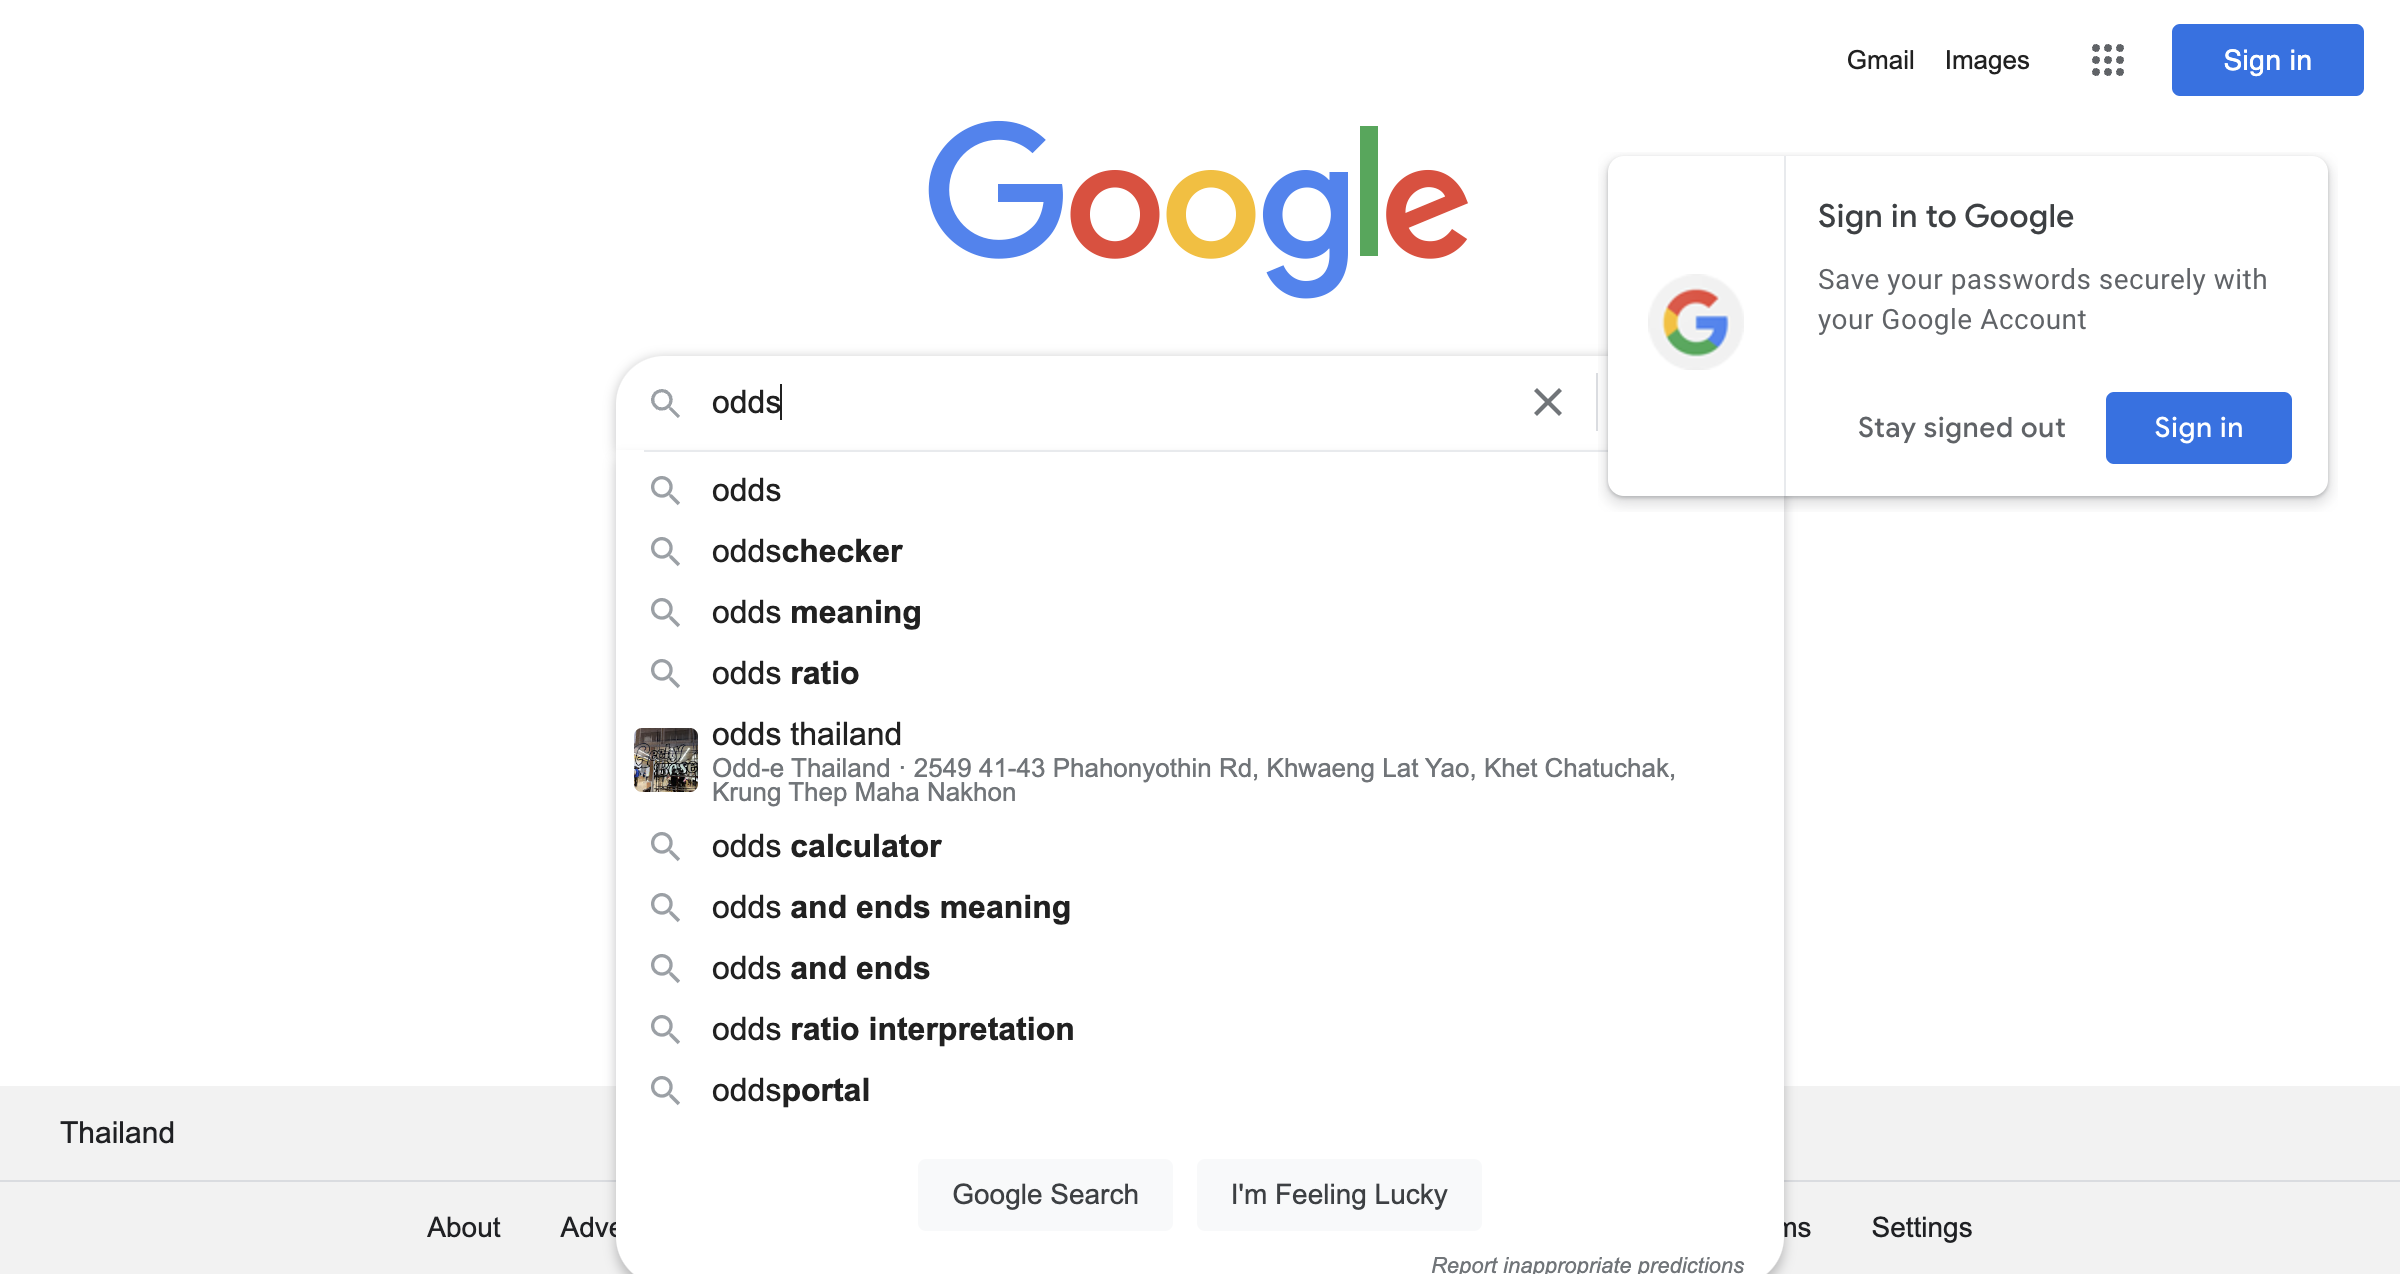 Gmail Images Sign in
Google
Sign in to Google
Save your passwords securely with
your Google Account
Stay signed out Sign in
odds
odds
oddschecker
odds meaning
odds ratio
odds thailand
Odd-e Thailand · 2549 41-43 Phahonyothin Rd, Khwaeng Lat Yao, Khet Chatuchak,
Krung Thep Maha Nakhon
odds calculator
odds and ends meaning
odds and ends
odds ratio interpretation
oddsportal
Google Search I'm Feeling Lucky
Report inappropriate predictions
Thailand
About Adve ms Settings